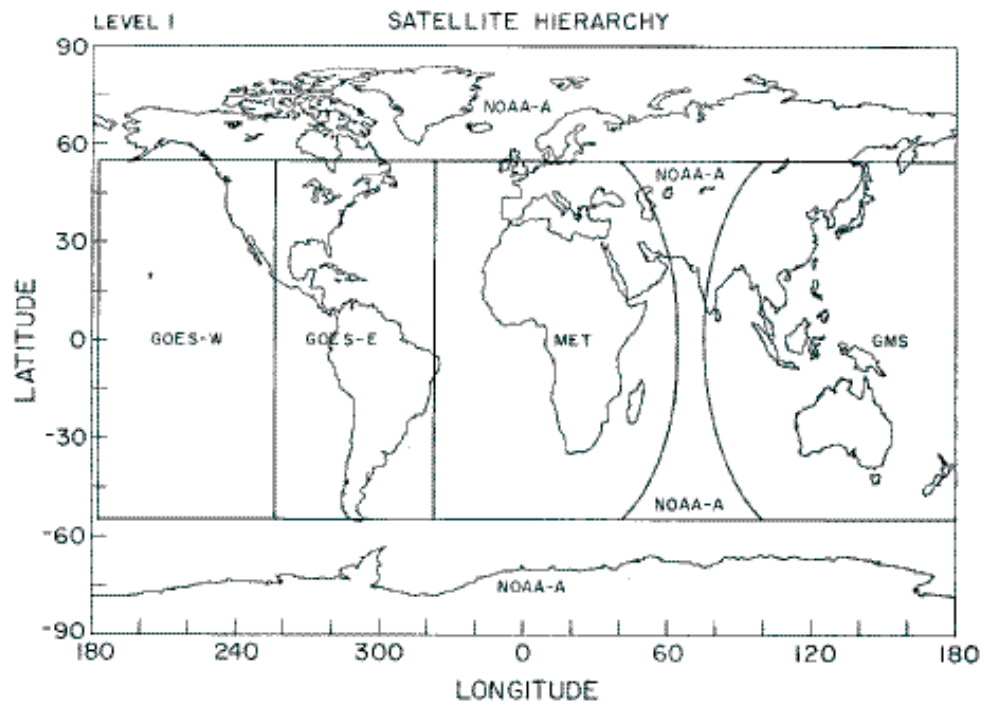 LEVEL I SATELLITE HIERARCHY
90
NOAA-A
60
NOAA-A
30
LATITUDE
0
GOES-W GOES-E MET GMS
-30
NOAA-A
-60
NOAA-A
-90
180 240 300 0 60 120 180
LONGITUDE